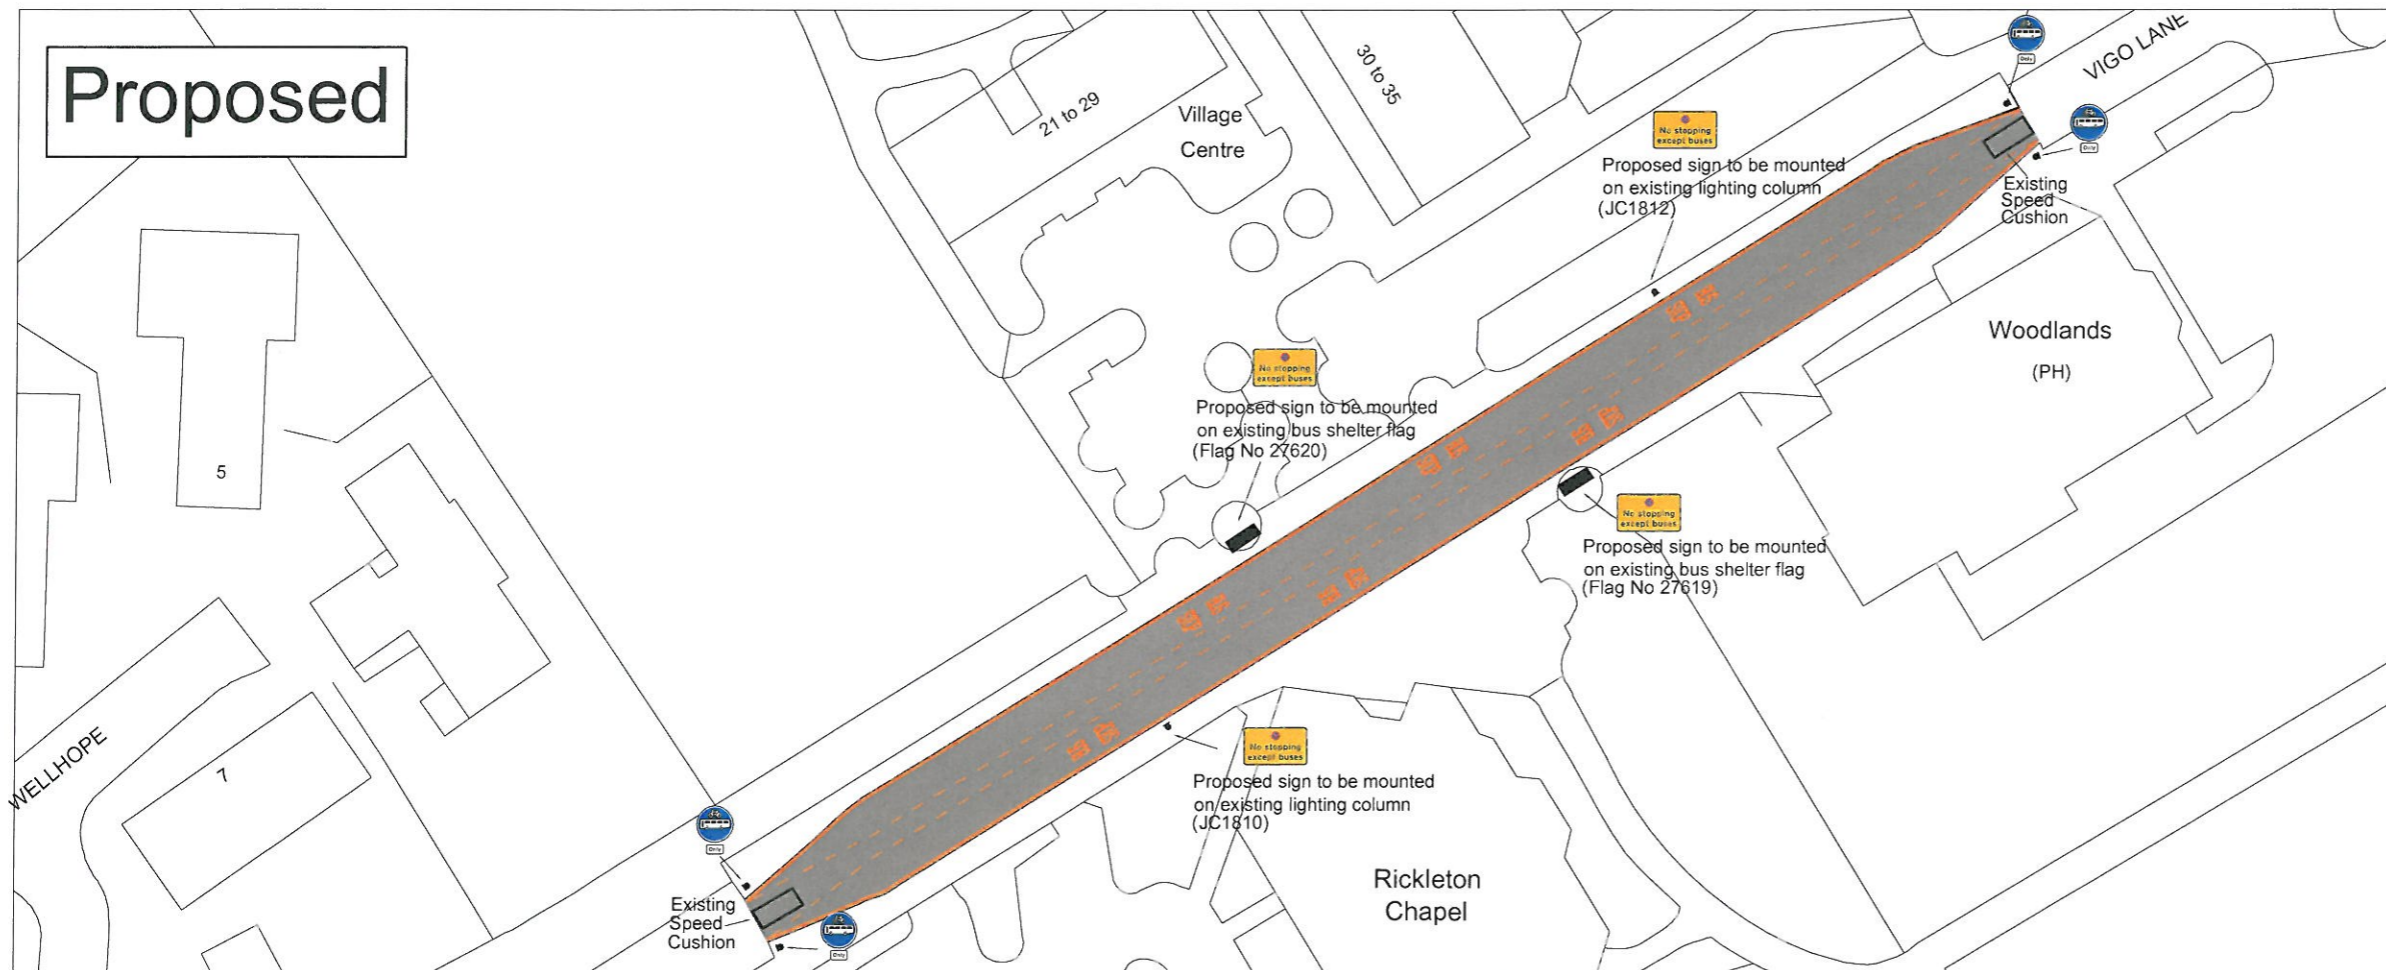 Proposed
VIGO LANE
Only
Only
30 to 35
21 to 29
Village
Centre
No stopping
except buses
Proposed sign to be mounted
on existing lighting column
(JC1812)
Existing
Speed
Cushion
Woodlands
(PH)
No stopping
except buses
Proposed sign to be mounted
on existing bus shelter flag
(Flag No 27620)
5
No stopping
except buses
Proposed sign to be mounted
on existing bus shelter flag
(Flag No 27619)
WELLHOPE
7
No stopping
except buses
Proposed sign to be mounted
on existing lighting column
(JC1810)
Only
Rickleton
Chapel
Existing
Speed
Cushion
Only